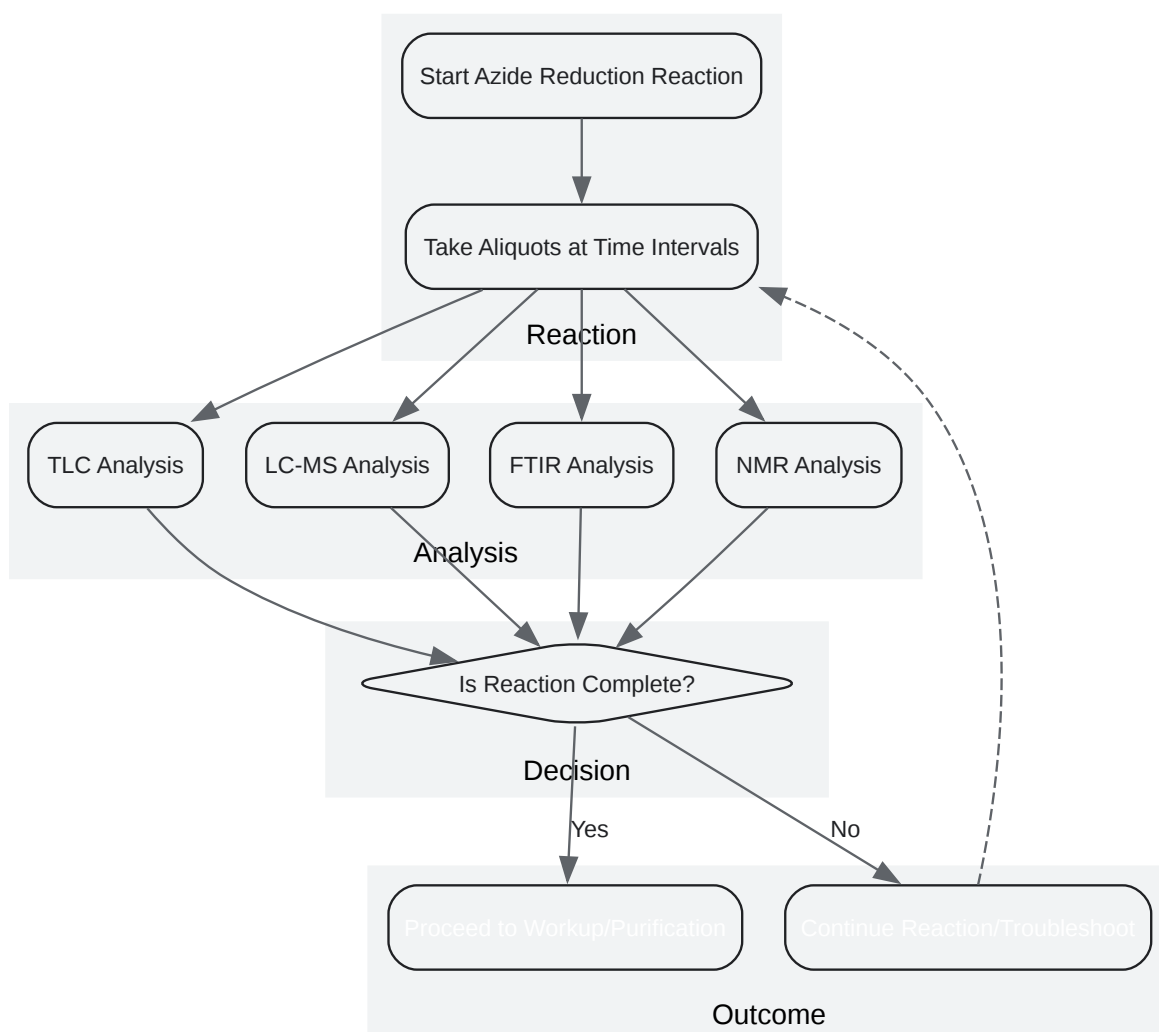 Start Azide Reduction Reaction
Take Aliquots at Time Intervals
Reaction
TLC Analysis
LC-MS Analysis
FTIR Analysis
NMR Analysis
Analysis
Is Reaction Complete?
Decision
Yes
No
Proceed to Workup/Purification
Continue Reaction/Troubleshoot
Outcome